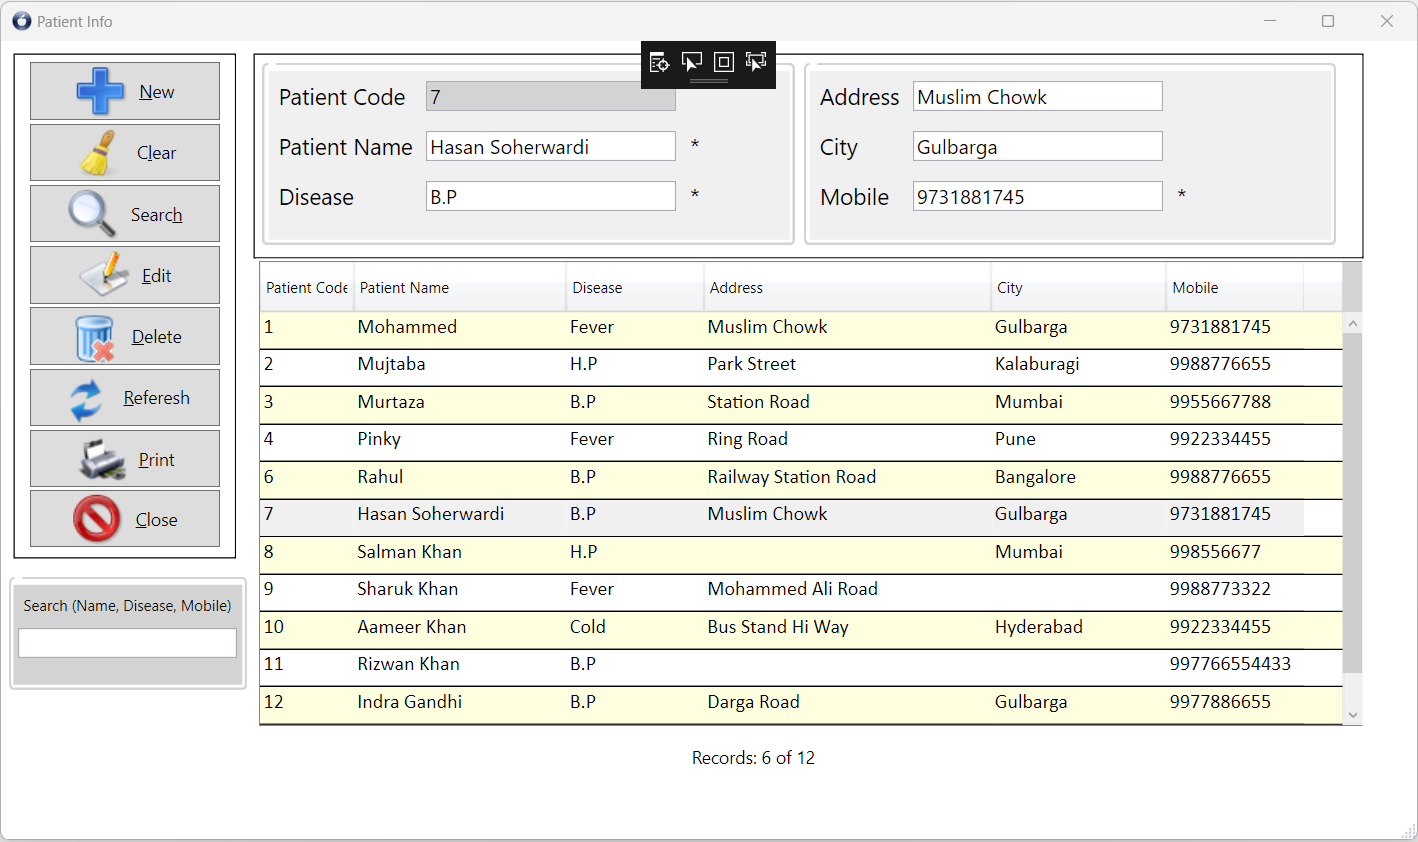 Patient Info
New
Clear
Search
Edit
Delete
Referesh
Print
Close
Search (Name, Disease, Mobile)
Patient Code 7
Patient Name Hasan Soherwardi *
Disease B.P *
Address Muslim Chowk
City Gulbarga
Mobile 9731881745 *
Patient Code Patient Name Disease Address City Mobile
1 Mohammed Fever Muslim Chowk Gulbarga 9731881745
2 Mujtaba H.P Park Street Kalaburagi 9988776655
3 Murtaza B.P Station Road Mumbai 9955667788
4 Pinky Fever Ring Road Pune 9922334455
6 Rahul B.P Railway Station Road Bangalore 9988776655
7 Hasan Soherwardi B.P Muslim Chowk Gulbarga 9731881745
8 Salman Khan H.P Mumbai 998556677
9 Sharuk Khan Fever Mohammed Ali Road 9988773322
10 Aameer Khan Cold Bus Stand Hi Way Hyderabad 9922334455
11 Rizwan Khan B.P 997766554433
12 Indra Gandhi B.P Darga Road Gulbarga 9977886655
Records: 6 of 12